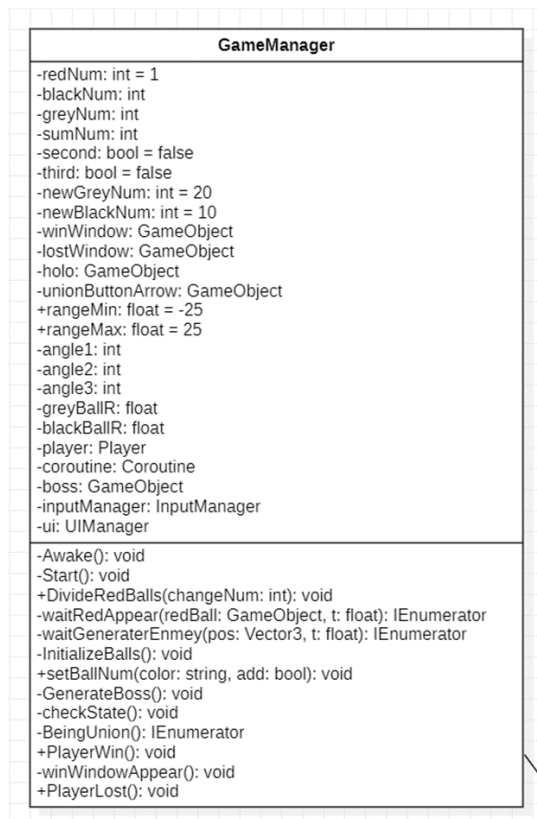 GameManager
-redNum: int = 1
-blackNum: int
-greyNum: int
-sumNum: int
-second: bool = false
-third: bool = false
-newGreyNum: int = 20
-newBlackNum: int = 10
-winWindow: GameObject
-lostWindow: GameObject
-holo: GameObject
-unionButtonArrow: GameObject
+rangeMin: float = -25
+rangeMax: float = 25
-angle1: int
-angle2: int
-angle3: int
-greyBallR: float
-blackBallR: float
-player: Player
-coroutine: Coroutine
-boss: GameObject
-inputManager: InputManager
-ui: UIManager
-Awake(): void
-Start(): void
+DivideRedBalls(changeNum: int): void
-waitRedAppear(redBall: GameObject, t: float): IEnumerator
-waitGeneraterEnmey(pos: Vector3, t: float): IEnumerator
-InitializeBalls(): void
+setBallNum(color: string, add: bool): void
-GenerateBoss(): void
-checkState(): void
-BeingUnion(): IEnumerator
+PlayerWin(): void
-winWindowAppear(): void
+PlayerLost(): void